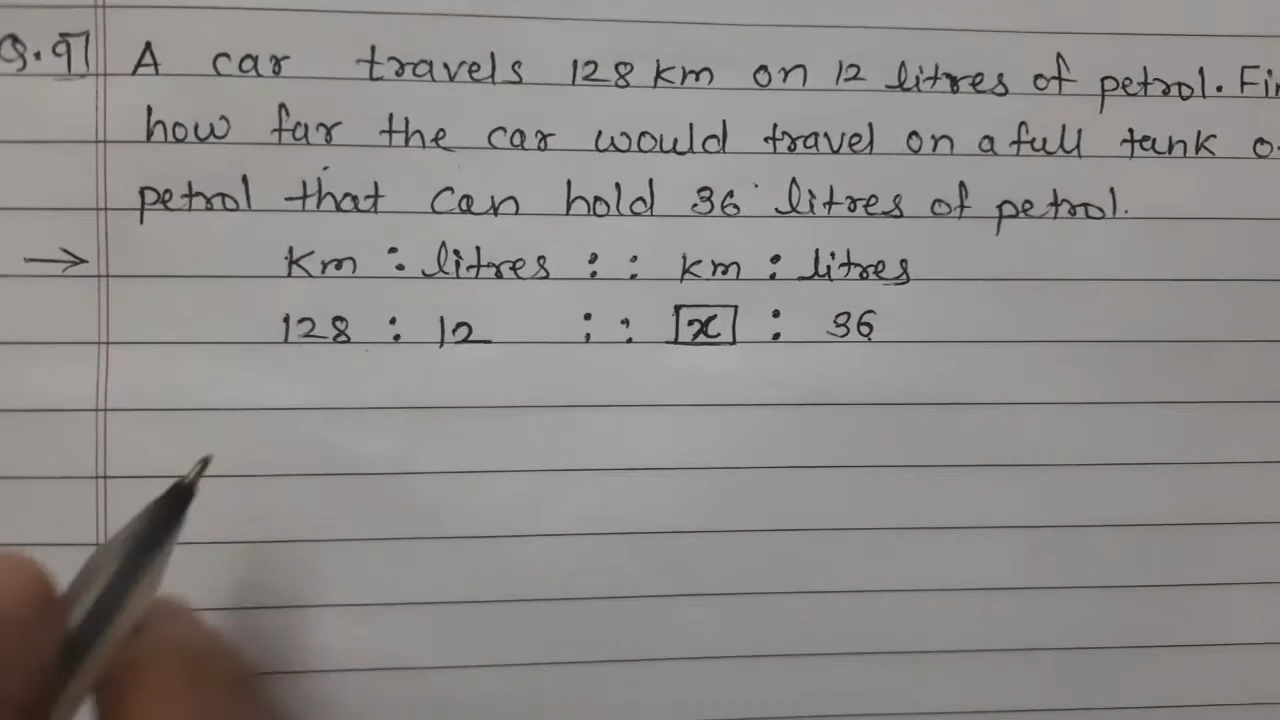 Q.9] A car travels 128 km on 12 litres of petrol. Fin
how far the car would travel on a full tank o
petrol that can hold 36 litres of petrol.
→ Km : litres : : km : litres
128 : 12 : : x : 36